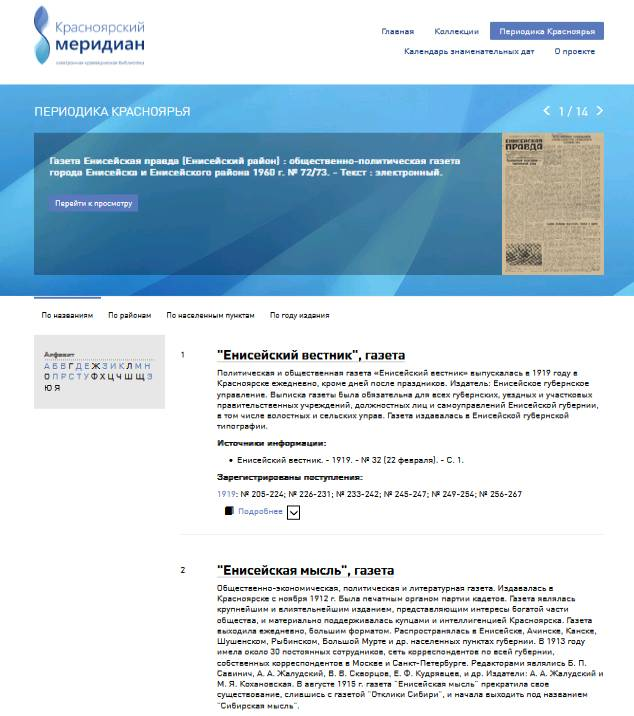 Красноярский
меридиан
электронная краеведческая библиотека
Главная Коллекции Периодика Красноярья
Календарь знаменательных дат О проекте
ПЕРИОДИКА КРАСНОЯРЬЯ
< 1 / 14 >
Газета Енисейская правда (Енисейский район) : общественно-политическая газета
города Енисейска и Енисейского района 1960 г. № 72/73. - Текст : электронный.
Перейти к просмотру
ЕНИСЕЙСКАЯ
ПРАВДА
По названиям По районам По населенным пунктам По году издания
Алфавит
А Б В Г Д Е Ж З И К Л М Н
О П Р С Т У Ф Х Ц Ч Ш Щ Э
Ю Я
1 "Енисейский вестник", газета
Политическая и общественная газета «Енисейский вестник» выпускалась в 1919 году в
Красноярске ежедневно, кроме дней после праздников. Издатель: Енисейское губернское
управление. Выписка газеты была обязательна для всех губернских, уездных и участковых
правительственных учреждений, должностных лиц и самоуправлений Енисейской губернии,
в том числе волостных и сельских управ. Газета издавалась в Енисейской губернской
типографии.
Источники информации:
• Енисейский вестник. - 1919. - № 32 (22 февраля). - С. 1.
Зарегистрированы поступления:
1919: № 205-224; № 226-231; № 233-242; № 245-247; № 249-254; № 256-267
Подробнее
2 "Енисейская мысль", газета
Общественно-экономическая, политическая и литературная газета. Издавалась в
Красноярске с ноября 1912 г. Была печатным органом партии кадетов. Газета являлась
крупнейшим и влиятельнейшим изданием, представляющим интересы богатой части
общества, и материально поддерживалась купцами и интеллигенцией Красноярска. Газета
выходила ежедневно, большим форматом. Распространялась в Енисейске, Ачинске, Канске,
Шушенском, Рыбинском, Большой Мурте и др. населенных пунктах губернии. В 1913 году
имела около 30 постоянных сотрудников, сеть корреспондентов по всей губернии,
собственных корреспондентов в Москве и Санкт-Петербурге. Редакторами являлись Б. П.
Савинич, А. А. Жалудский, В. В. Скворцов, Е. Ф. Кудрявцев, и др. Издатели: А. А. Жалудский и
М. Я. Кохановская. В августе 1915 г. газета "Енисейская мысль" прекратила свое
существование, слившись с газетой "Отклики Сибири", и начала выходить под названием
"Сибирская мысль".